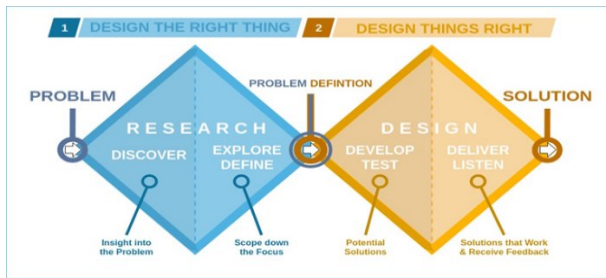 1 DESIGN THE RIGHT THING
2 DESIGN THINGS RIGHT
PROBLEM
PROBLEM DEFINTION
SOLUTION
RESEARCH
DISCOVER
EXPLORE
DEFINE
DESIGN
DEVELOP
TEST
DELIVER
LISTEN
Insight into
the Problem
Scope down
the Focus
Potential
Solutions
Solutions that Work
& Receive Feedback